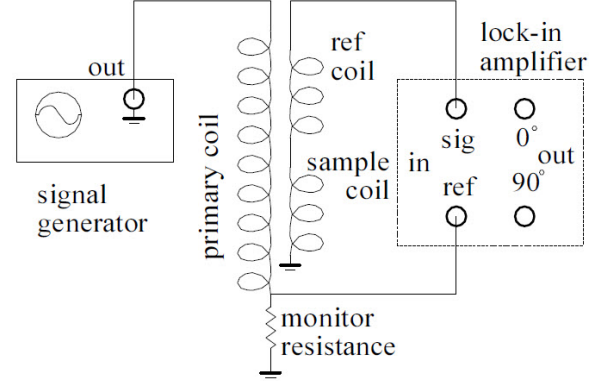 out
signal
generator
primary coil
ref
coil
sample
coil
monitor
resistance
lock-in
amplifier
in
sig
ref
0°
90°
out